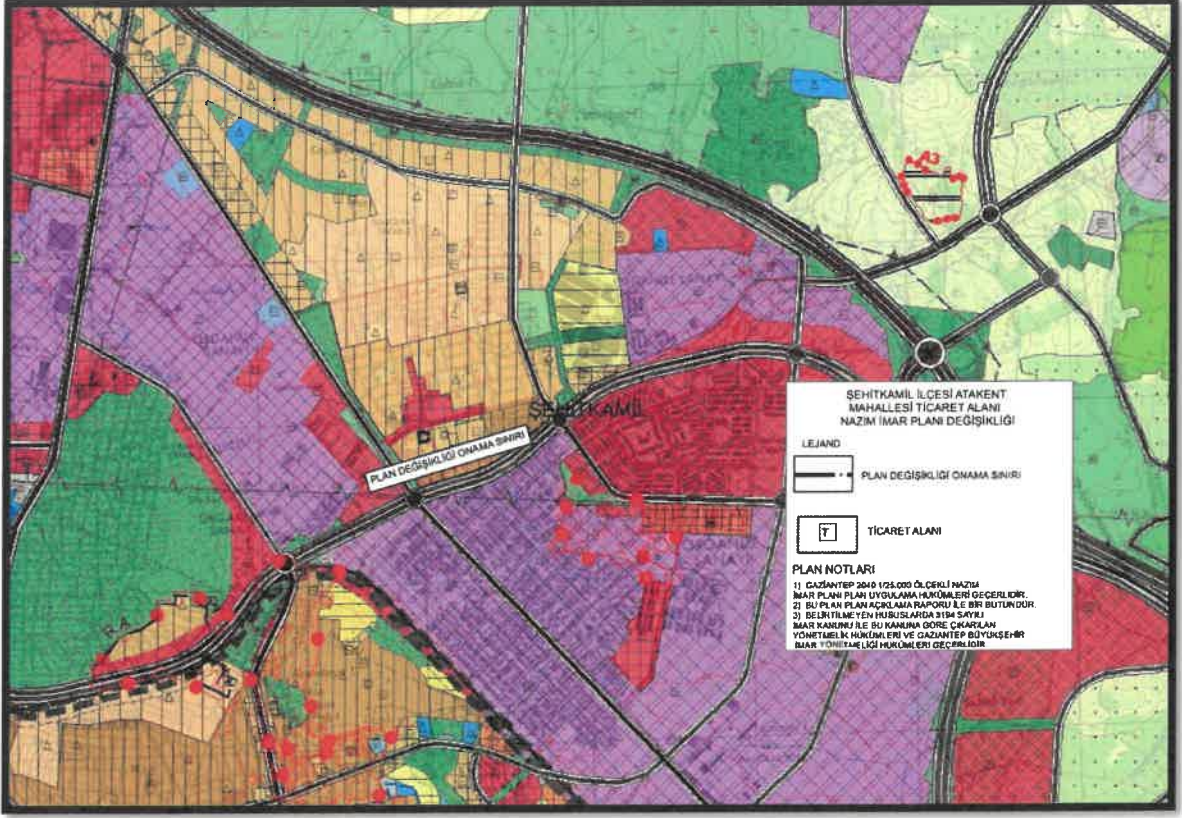 A3
ŞEHİTKAMİL
PLAN DEĞİŞİKLİĞİ ONAMA SINIRI
ŞEHİTKAMİL İLÇESİ ATAKENT
MAHALLESİ TİCARET ALANI
NAZIM İMAR PLANI DEĞİŞİKLİĞİ
LEJAND
PLAN DEĞİŞİKLİĞİ ONAMA SINIRI
T
TİCARET ALANI
PLAN NOTLARI
1) GAZİANTEP 2040 1/25.000 ÖLÇEKLİ NAZIM
İMAR PLANI PLAN UYGULAMA HÜKÜMLERİ GEÇERLİDİR.
2) BU PLAN PLAN AÇIKLAMA RAPORU İLE BİR BÜTÜNDÜR.
3) BELİRTİLMEYEN HUSUSLARDA 3194 SAYILI
İMAR KANUNU İLE BU KANUNA GÖRE ÇIKARILAN
YÖNETMELİK HÜKÜMLERİ VE GAZİANTEP BÜYÜKŞEHİR
İMAR YÖNETMELİĞİ HÜKÜMLERİ GEÇERLİDİR